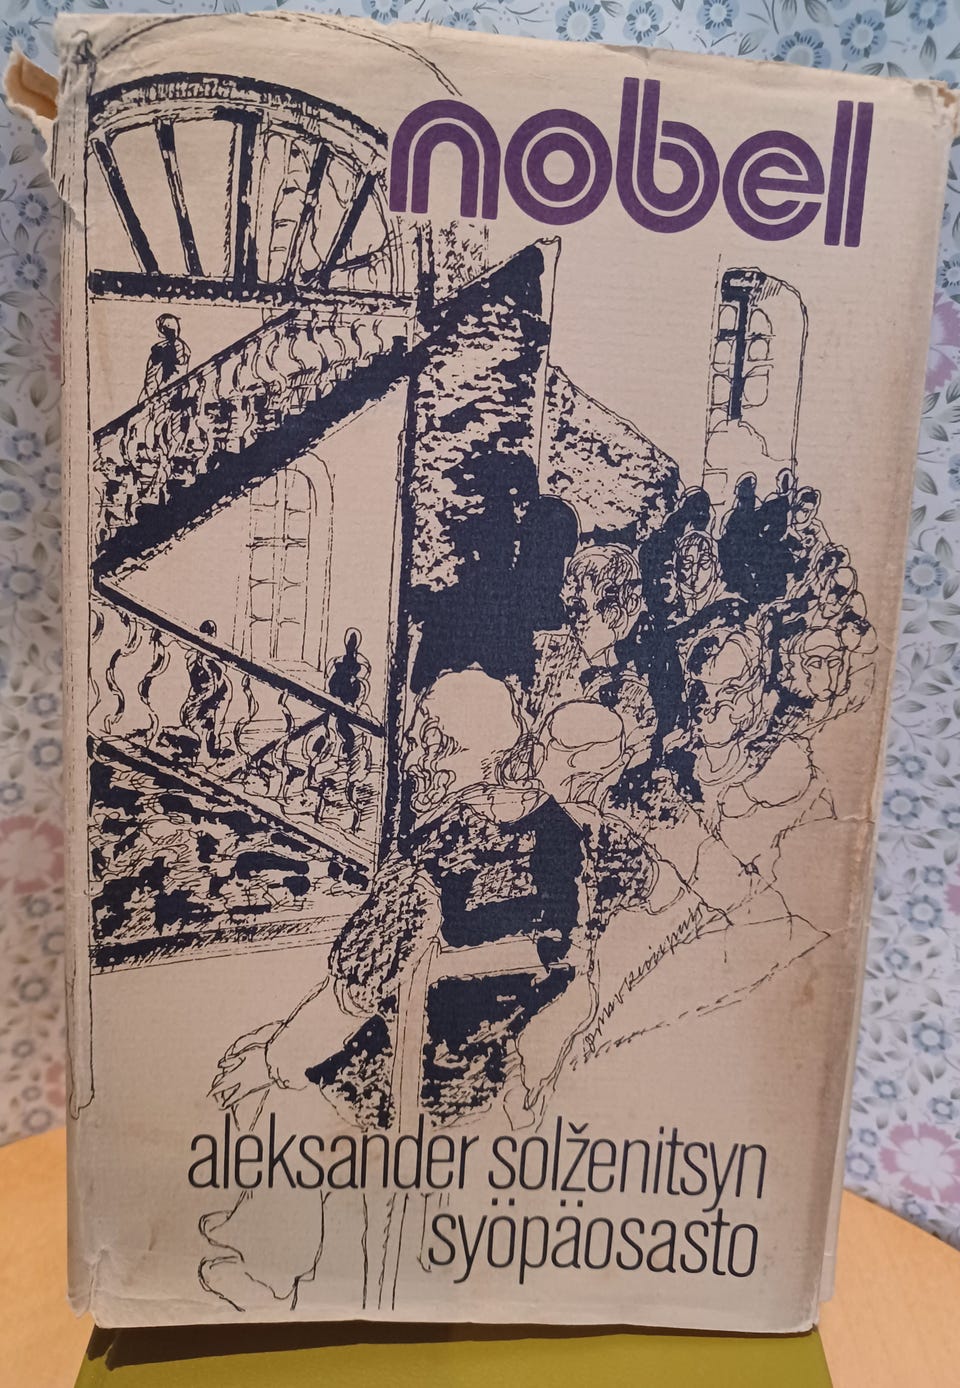 nobel
aleksander solženitsyn
syöpäosasto